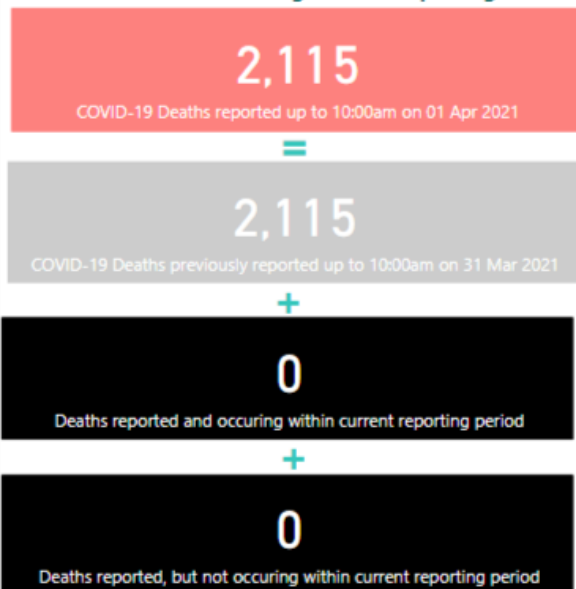 2,115
COVID-19 Deaths reported up to 10:00am on 01 Apr 2021
=
2,115
COVID-19 Deaths previously reported up to 10:00am on 31 Mar 2021
+
0
Deaths reported and occuring within current reporting period
+
0
Deaths reported, but not occuring within current reporting period